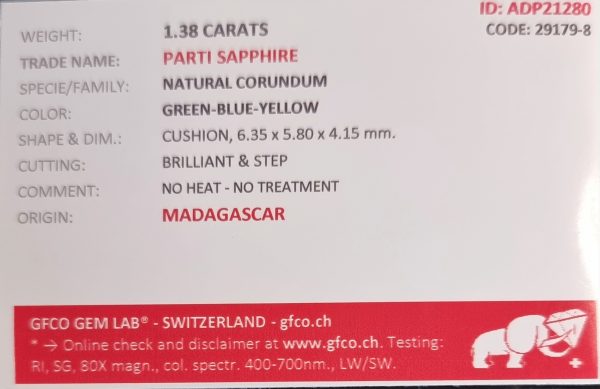 ID: ADP21280
CODE: 29179-8
WEIGHT: 1.38 CARATS
TRADE NAME: PARTI SAPPHIRE
SPECIE/FAMILY: NATURAL CORUNDUM
COLOR: GREEN-BLUE-YELLOW
SHAPE & DIM.: CUSHION, 6.35 x 5.80 x 4.15 mm.
CUTTING: BRILLIANT & STEP
COMMENT: NO HEAT - NO TREATMENT
ORIGIN: MADAGASCAR
GFCO GEM LAB® - SWITZERLAND - gfco.ch
* → Online check and disclaimer at www.gfco.ch. Testing:
RI, SG, 80X magn., col. spectr. 400-700nm., LW/SW.